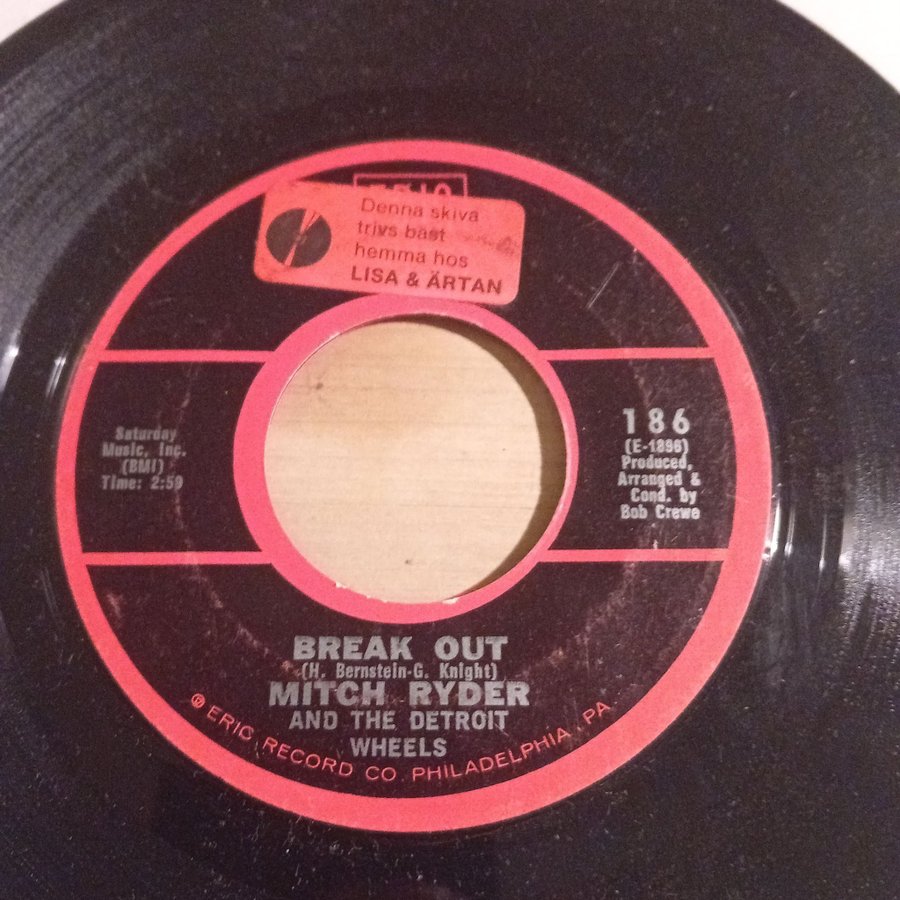 Denna skiva
trivs bäst
hemma hos
LISA & ÄRTAN
Saturday
Music, Inc.
(BMI)
Time: 2:59
186
(E-1896)
Produced,
Arranged &
Cond. by
Bob Crewe
BREAK OUT
(H. Bernstein-G. Knight)
MITCH RYDER
AND THE DETROIT
WHEELS
ERIC RECORD CO. PHILADELPHIA, PA.